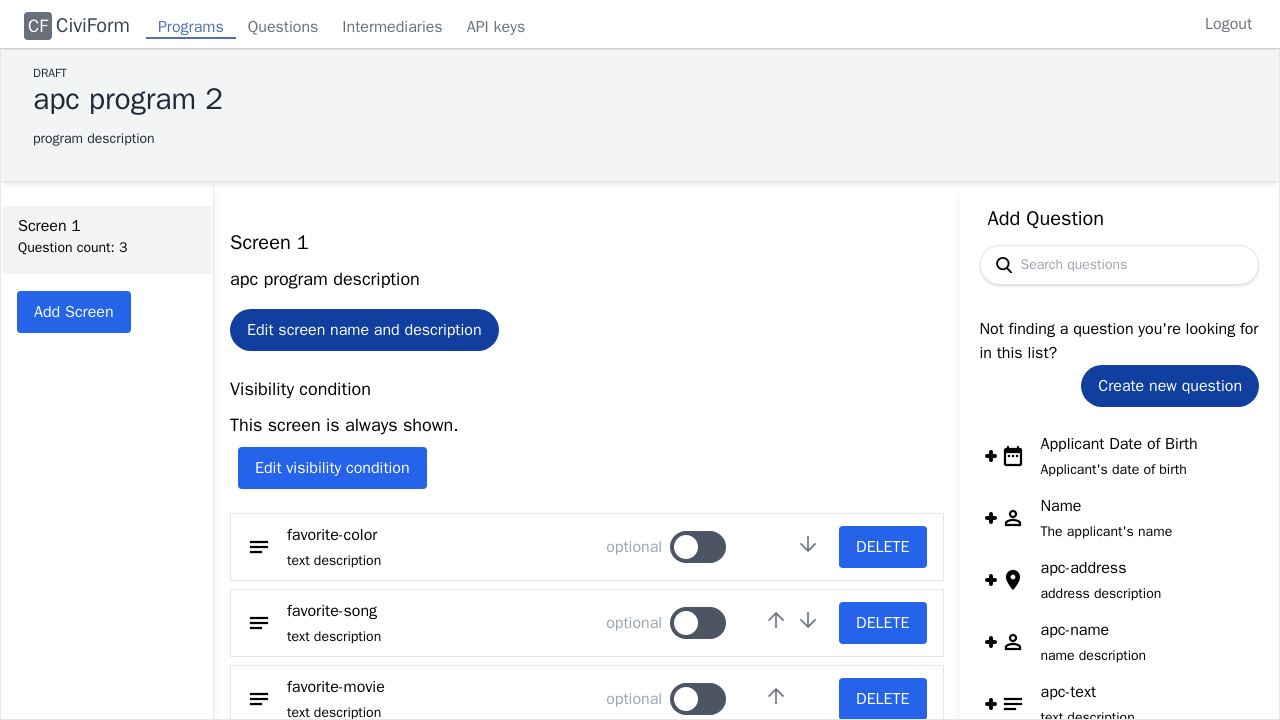 CF CiviForm Programs Questions Intermediaries API keys Logout
DRAFT
apc program 2
program description
Screen 1
Question count: 3
Add Screen
Screen 1
apc program description
Edit screen name and description
Visibility condition
This screen is always shown.
Edit visibility condition
favorite-color
text description
optional
DELETE
favorite-song
text description
optional
DELETE
favorite-movie
text description
optional
DELETE
Add Question
Search questions
Not finding a question you're looking for
in this list?
Create new question
Applicant Date of Birth
Applicant's date of birth
Name
The applicant's name
apc-address
address description
apc-name
name description
apc-text
text description